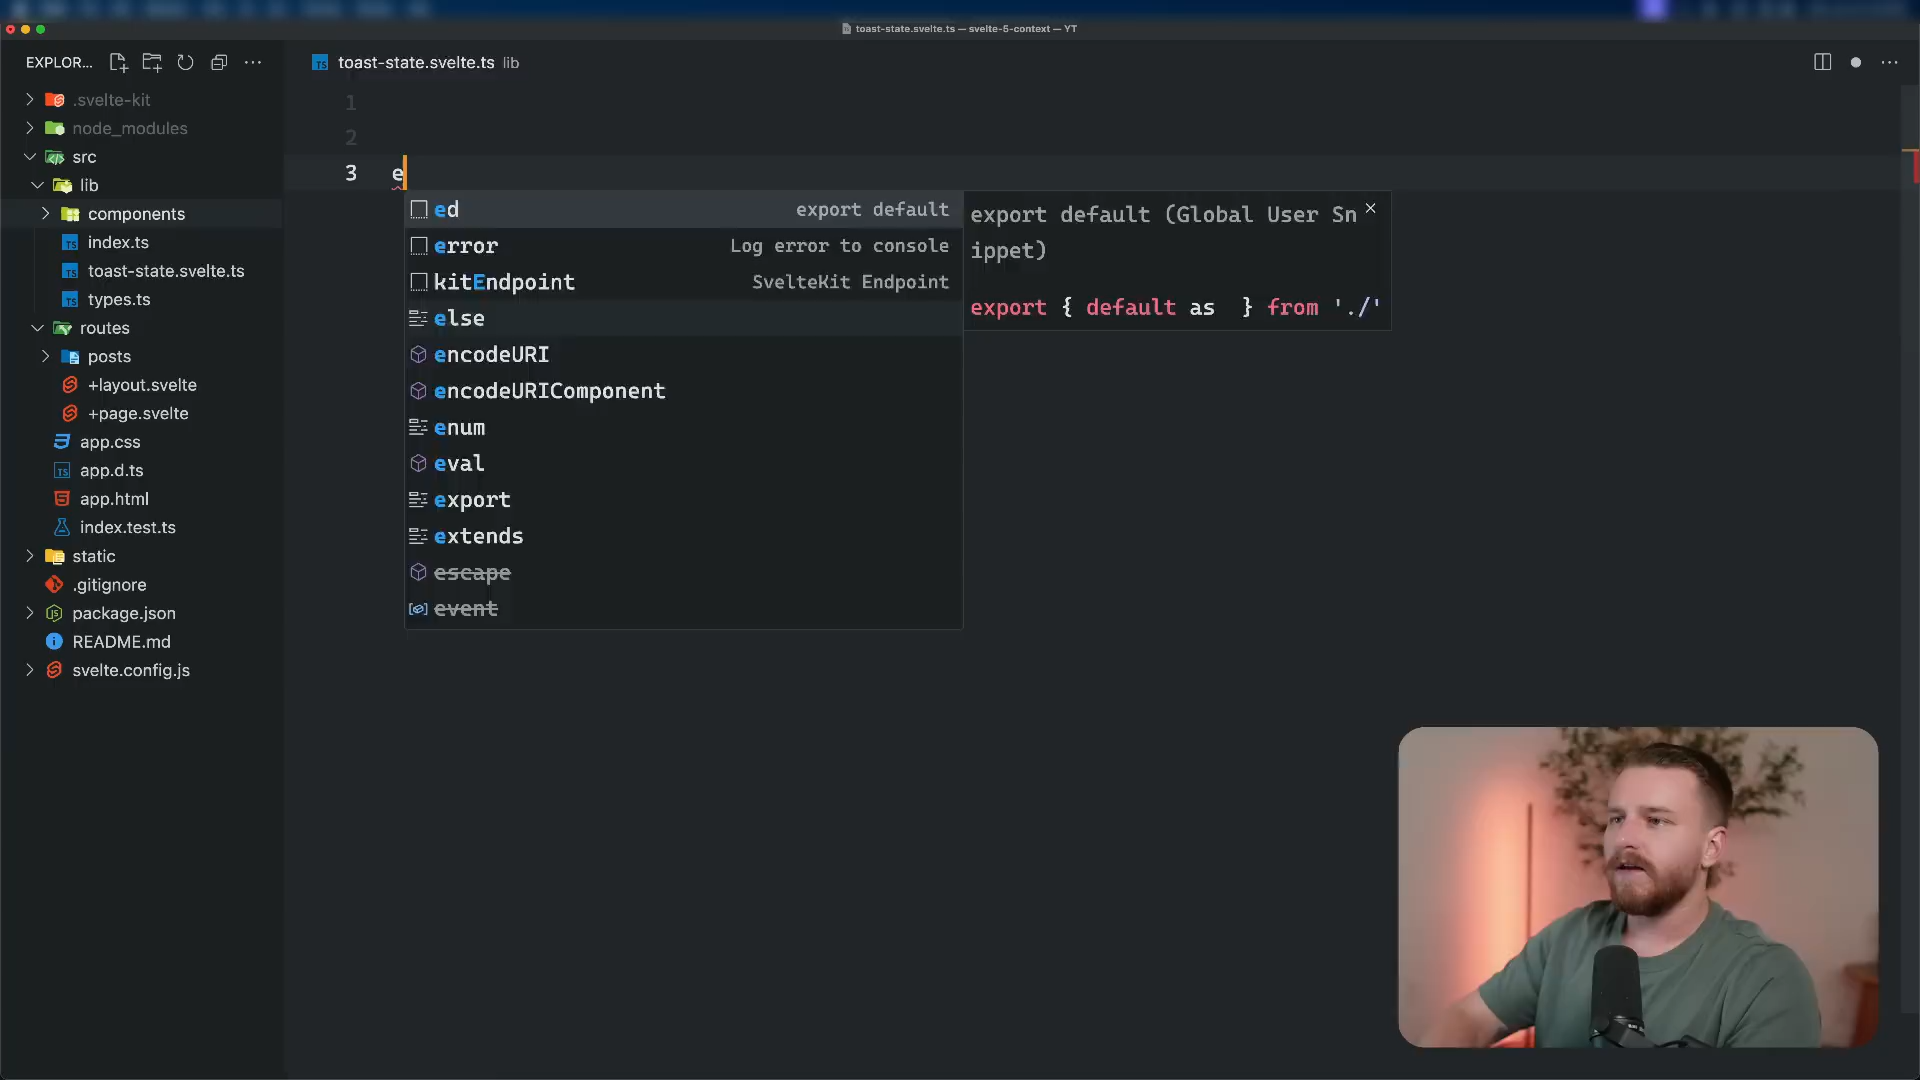 toast-state.svelte.ts — svelte-5-context — YT
EXPLOR...
toast-state.svelte.ts lib
.svelte-kit
node_modules
src
lib
components
index.ts
toast-state.svelte.ts
types.ts
routes
posts
+layout.svelte
+page.svelte
app.css
app.d.ts
app.html
index.test.ts
static
.gitignore
package.json
README.md
svelte.config.js
1
2
3 e
ed export default
error Log error to console
kitEndpoint SvelteKit Endpoint
else
encodeURI
encodeURIComponent
enum
eval
export
extends
escape
event
export default (Global User Sn
ippet)
export { default as } from './'